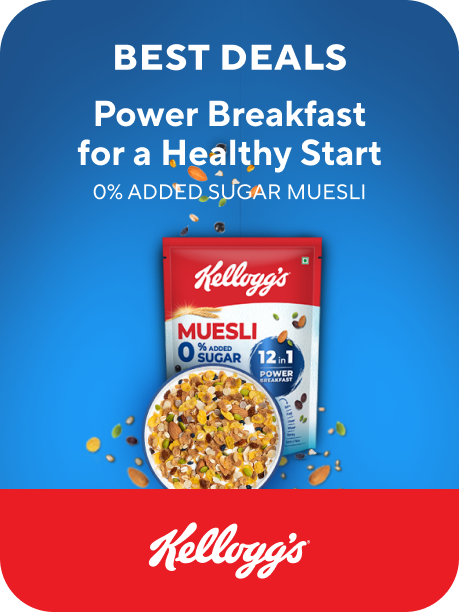 BEST DEALS
Power Breakfast
for a Healthy Start
0% ADDED SUGAR MUESLI
Kellogg's
MUESLI
0% ADDED
SUGAR
12 in 1
POWER
BREAKFAST
Kellogg's